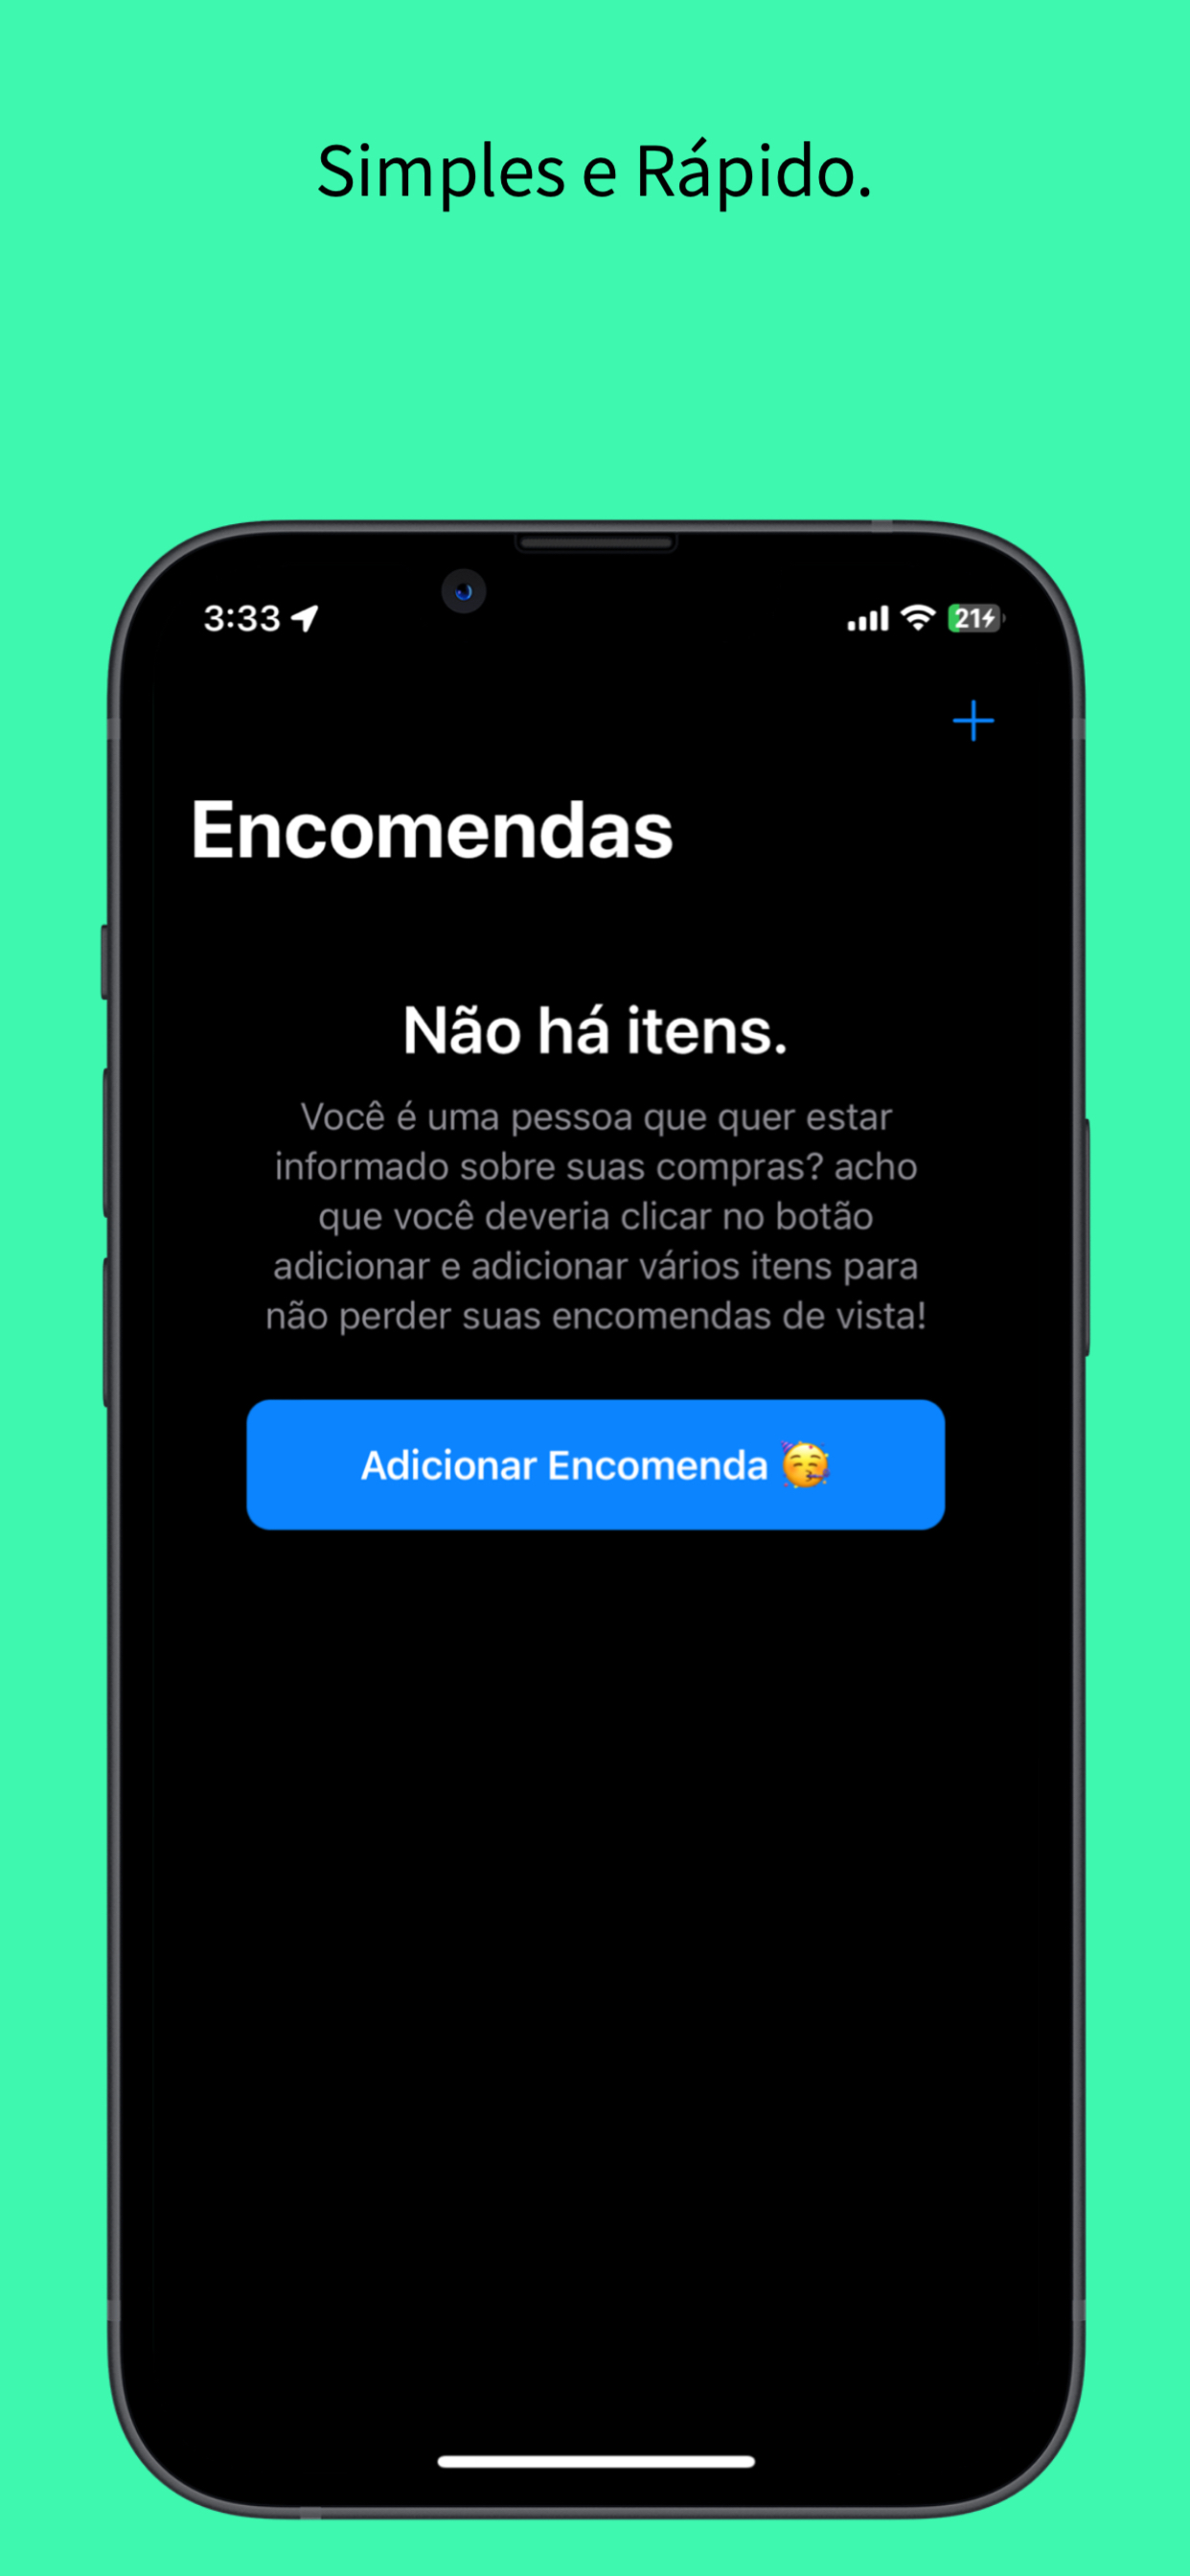 Simples e Rápido.
3:33
21
Encomendas
Não há itens.
Você é uma pessoa que quer estar
informado sobre suas compras? acho
que você deveria clicar no botão
adicionar e adicionar vários itens para
não perder suas encomendas de vista!
Adicionar Encomenda 🥳